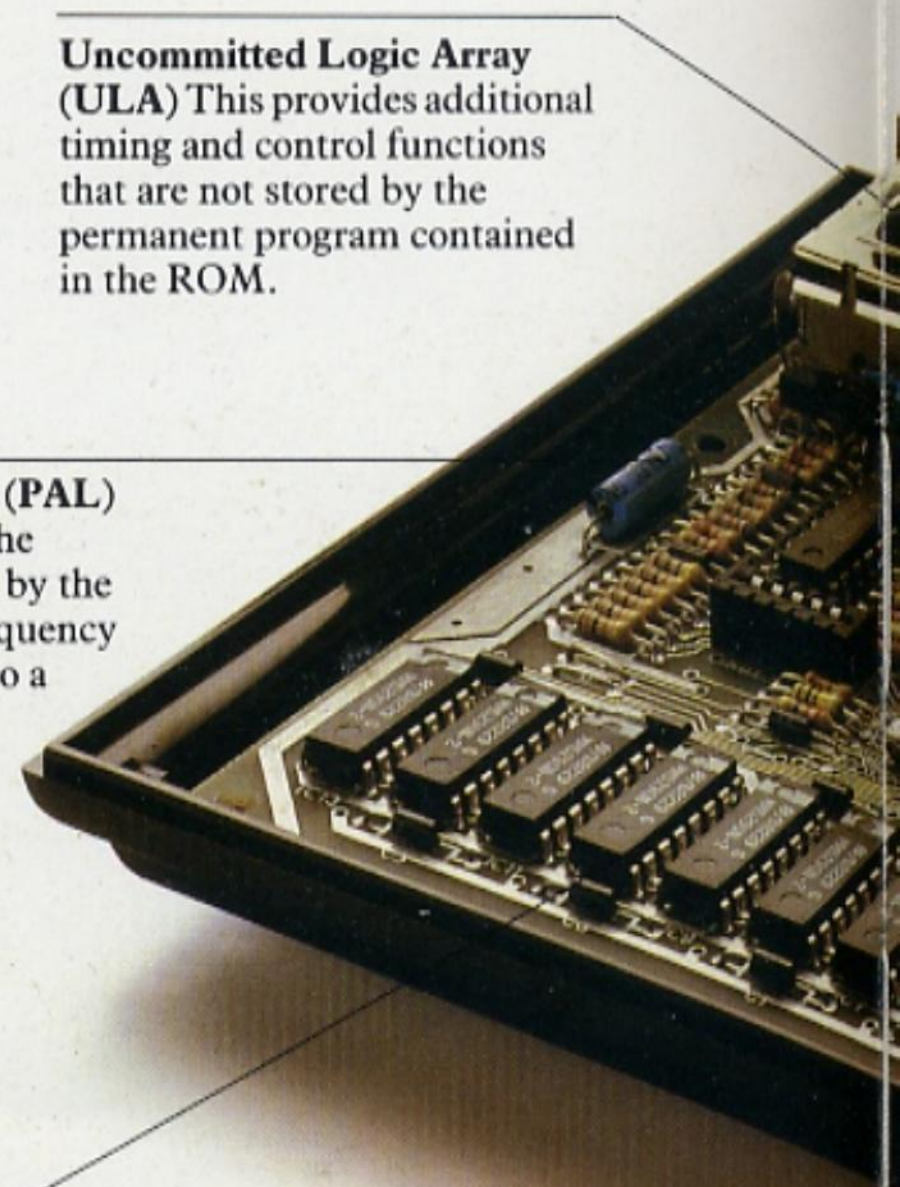 Uncommitted Logic Array
(ULA) This provides additional
timing and control functions
that are not stored by the
permanent program contained
in the ROM.
(PAL)
he
by the
quency
o a